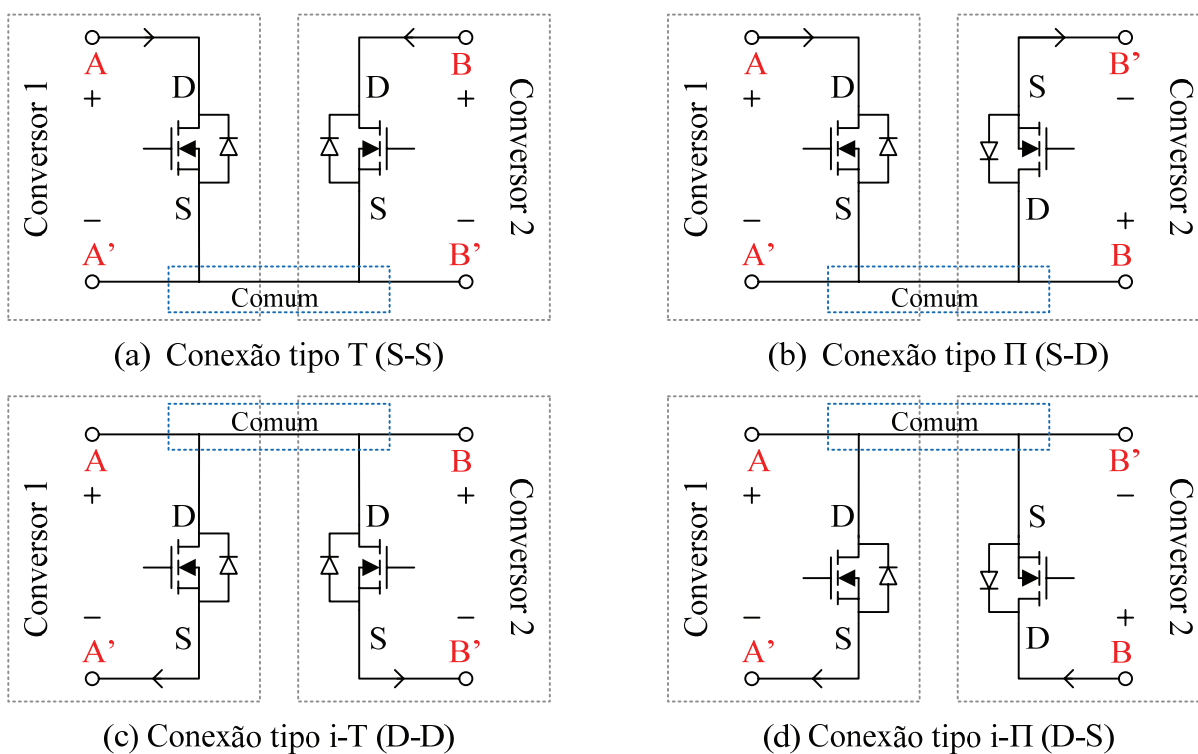 Conversor 1
A
+
D
S
−
A’
D
S
B
+
−
B’
Conversor 2
Comum
(a) Conexão tipo T (S-S)
Conversor 1
A
+
D
S
−
A’
S
D
B’
−
+
B
Conversor 2
Comum
(b) Conexão tipo Π (S-D)
Comum
Conversor 1
A
+
D
S
−
A’
D
S
B
+
−
B’
Conversor 2
(c) Conexão tipo i-T (D-D)
Comum
Conversor 1
A
+
D
S
−
A’
S
D
B’
−
+
B
Conversor 2
(d) Conexão tipo i-Π (D-S)